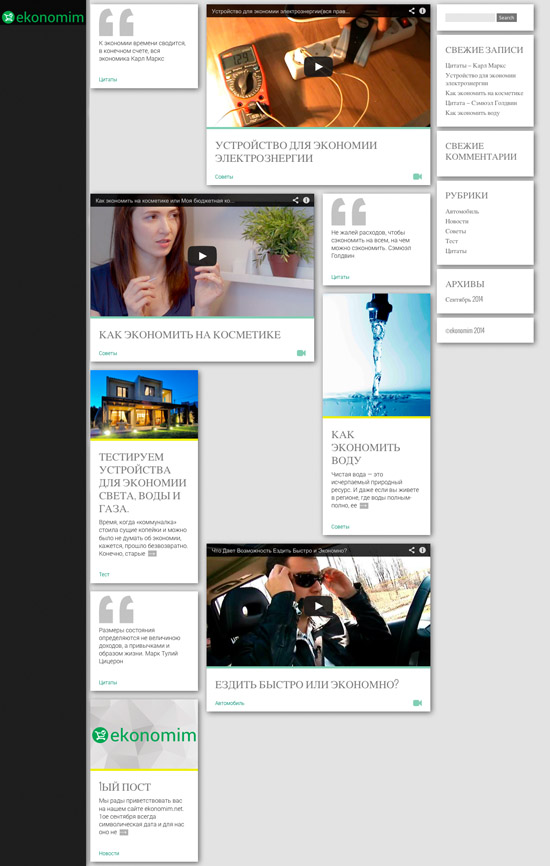 ekonomim
К экономии времени сводится,
в конечном счете, вся
экономика Карл Маркс
Цитаты
Устройство для экономии электроэнергии(вся прав...
УСТРОЙСТВО ДЛЯ ЭКОНОМИИ
ЭЛЕКТРОЭНЕРГИИ
Советы
Как экономить на косметике или Моя бюджетная ко...
КАК ЭКОНОМИТЬ НА КОСМЕТИКЕ
Советы
Не жалей расходов, чтобы
сэкономить на всем, на чем
можно сэкономить. Сэмюэл
Голдвин
Цитаты
КАК
ЭКОНОМИТЬ
ВОДУ
Чистая вода — это
исчерпаемый природный
ресурс. И даже если вы живете
в регионе, где воды полным-
полно, ее
Советы
ТЕСТИРУЕМ
УСТРОЙСТВА
ДЛЯ ЭКОНОМИИ
СВЕТА, ВОДЫ И
ГАЗА.
Время, когда «коммуналка»
стоила сущие копейки и можно
было не думать об экономии,
кажется, прошло безвозвратно.
Конечно, старые
Тест
Что Дает Возможность Ездить Быстро и Экономно?
ЕЗДИТЬ БЫСТРО ИЛИ ЭКОНОМНО?
Автомобиль
Размеры состояния
определяются не величиною
доходов, а привычками и
образом жизни. Марк Тулий
Цицерон
Цитаты
ekonomim
1ЫЙ ПОСТ
Мы рады приветствовать вас
на нашем сайте ekonomim.net.
1ое сентября всегда
символическая дата и для нас
оно не
Новости
Search
СВЕЖИЕ ЗАПИСИ
Цитаты – Карл Маркс
Устройство для экономии
электроэнергии
Как экономить на косметике
Цитата – Сэмюэл Голдвин
Как экономить воду
СВЕЖИЕ
КОММЕНТАРИИ
РУБРИКИ
Автомобиль
Новости
Советы
Тест
Цитаты
АРХИВЫ
Сентябрь 2014
©ekonomim 2014